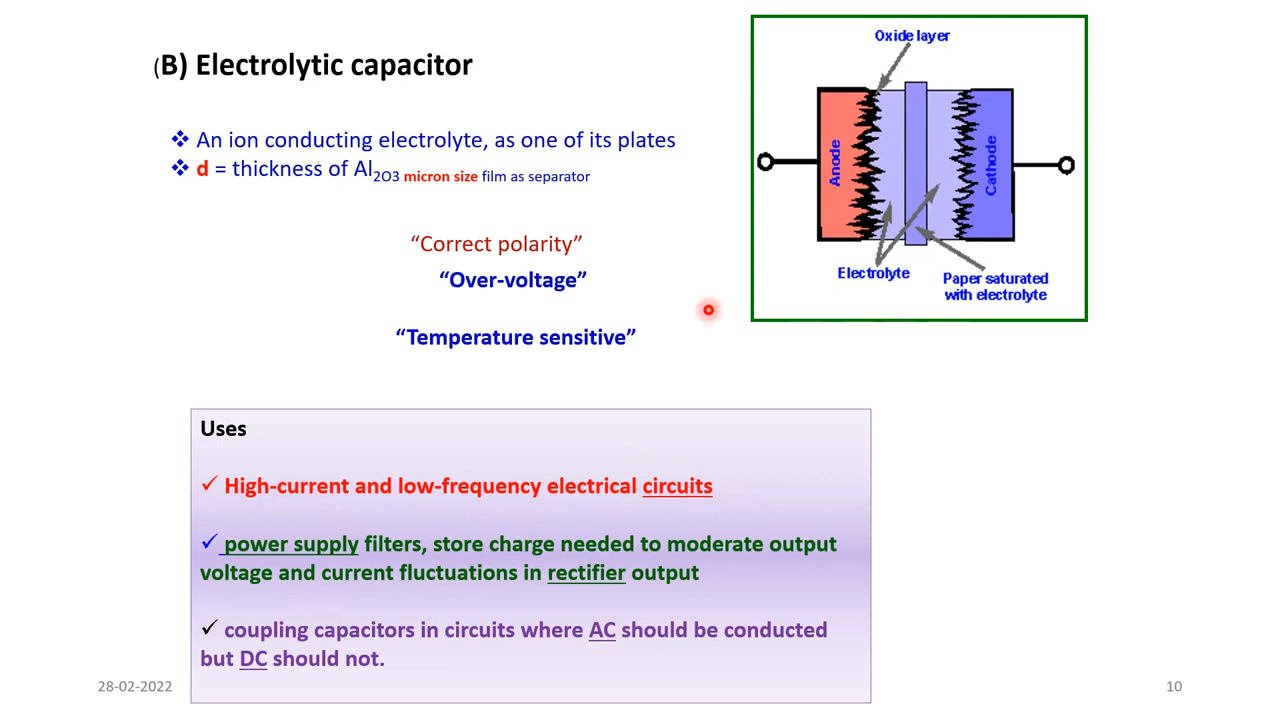 (B) Electrolytic capacitor
❖ An ion conducting electrolyte, as one of its plates
❖ d = thickness of Al2O3 micron size film as separator
“Correct polarity”
“Over-voltage”
“Temperature sensitive”
Oxide layer
Anode
Cathode
Electrolyte
Paper saturated
with electrolyte
Uses
✓ High-current and low-frequency electrical circuits
✓ power supply filters, store charge needed to moderate output
voltage and current fluctuations in rectifier output
✓ coupling capacitors in circuits where AC should be conducted
but DC should not.
28-02-2022
10